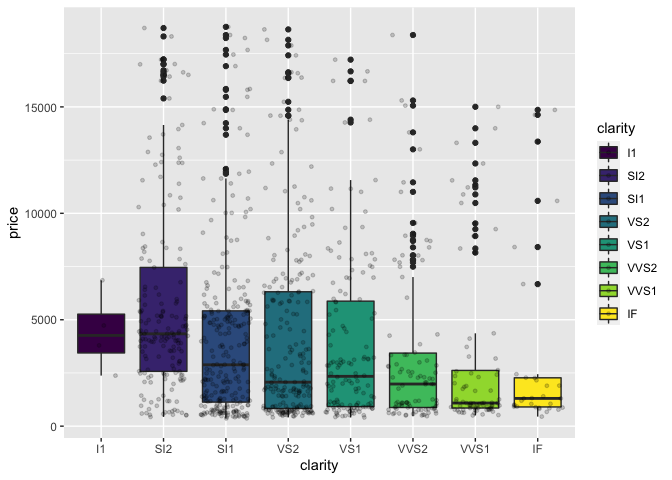 price
15000
10000
5000
0
I1 SI2 SI1 VS2 VS1 VVS2 VVS1 IF
clarity
clarity
I1
SI2
SI1
VS2
VS1
VVS2
VVS1
IF